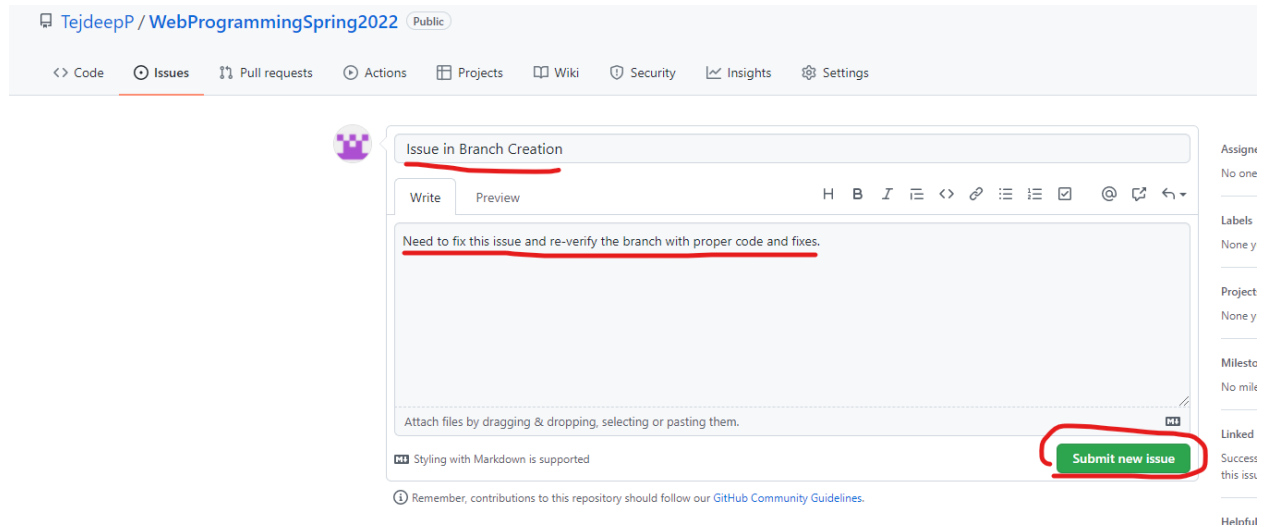 TejdeepP / WebProgrammingSpring2022 Public
<> Code Issues Pull requests Actions Projects Wiki Security Insights Settings
Issue in Branch Creation
Write Preview
Need to fix this issue and re-verify the branch with proper code and fixes.
Attach files by dragging & dropping, selecting or pasting them.
Styling with Markdown is supported
Submit new issue
Remember, contributions to this repository should follow our GitHub Community Guidelines.
Assigne
No one
Labels
None y
Project
None y
Milesto
No mile
Linked
Success
this issu
Helpful